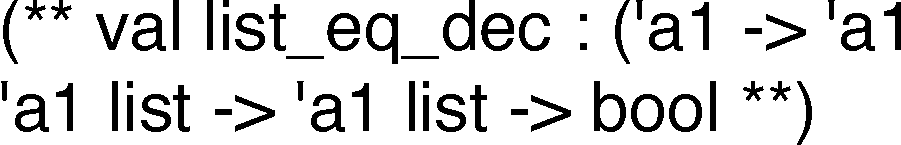 (** val list_eq_dec : ('a1 -> 'a1
'a1 list -> 'a1 list -> bool **)